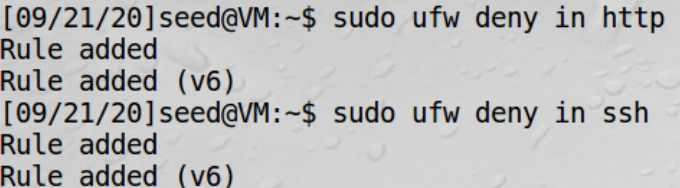 [09/21/20]seed@VM:~$ sudo ufw deny in http
Rule added
Rule added (v6)
[09/21/20]seed@VM:~$ sudo ufw deny in ssh
Rule added
Rule added (v6)